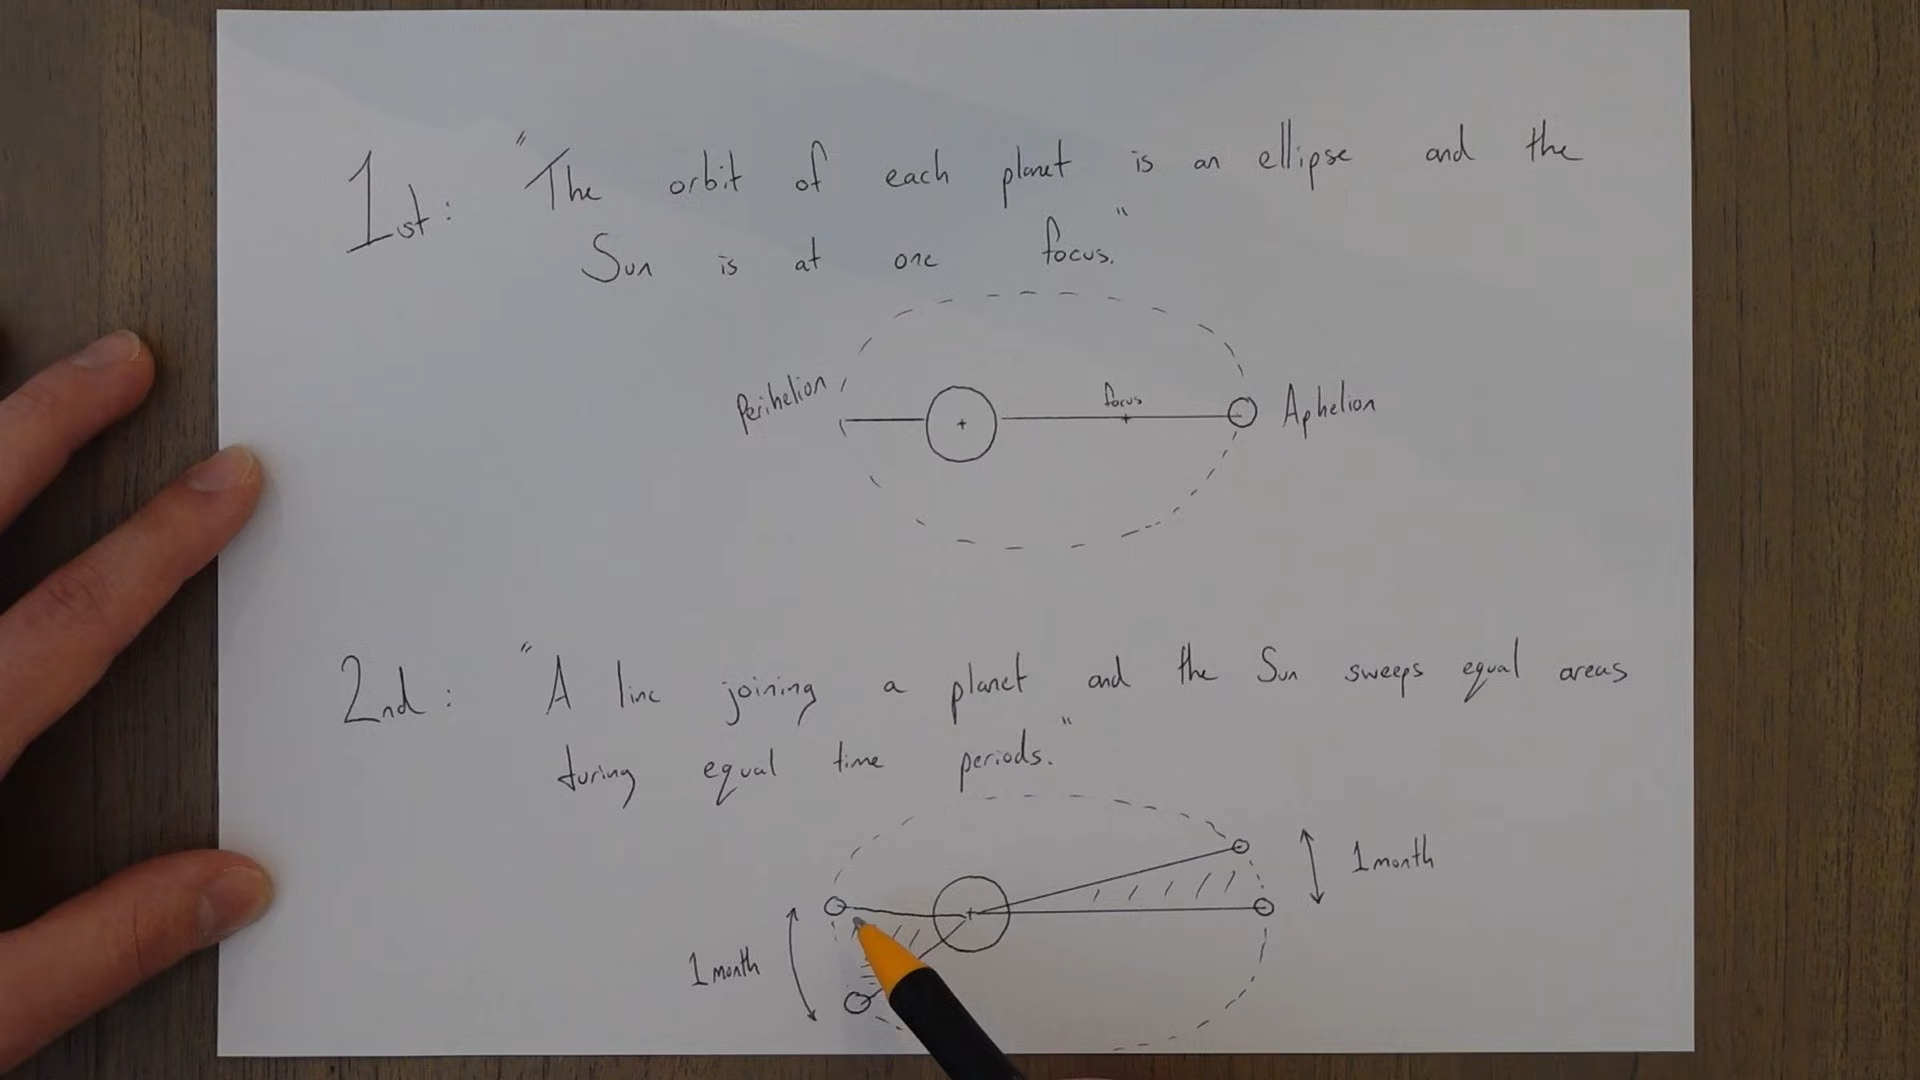 1st: "The orbit of each planet is an ellipse and the
Sun is at one focus."
Perihelion
focus
Aphelion
2nd: "A line joining a planet and the Sun sweeps equal areas
during equal time periods."
1 month
1 month